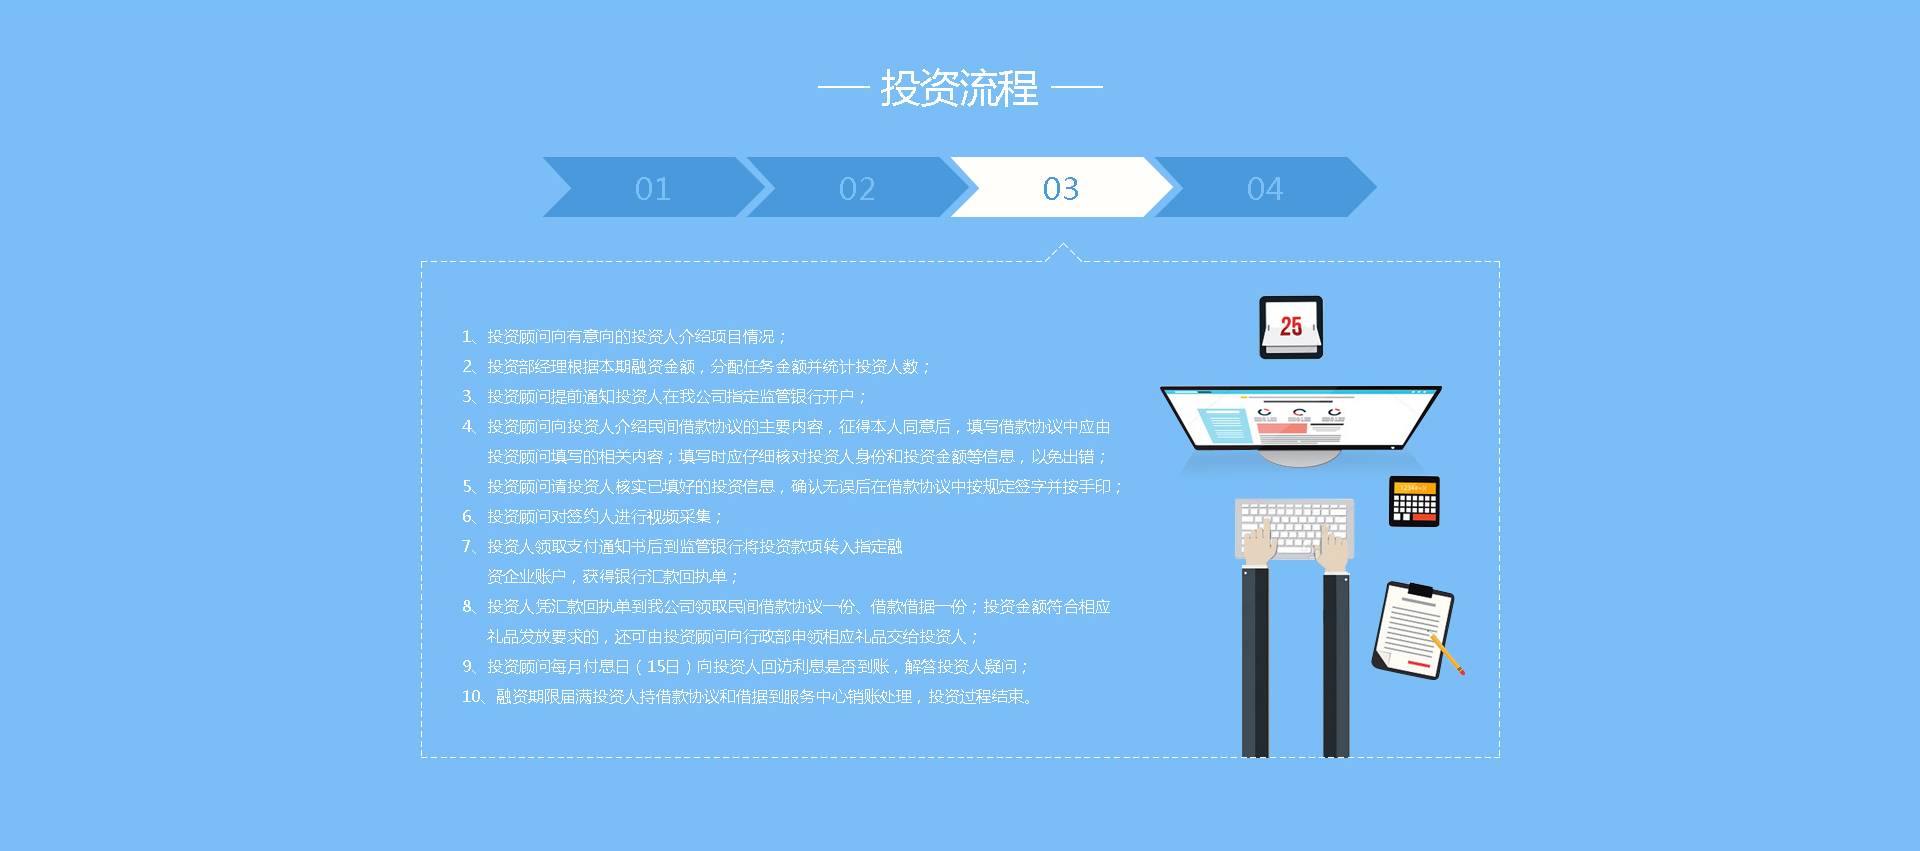 投资流程
01
02
03
04
1、投资顾问向有意向的投资人介绍项目情况；
2、投资部经理根据本期融资金额，分配任务金额并统计投资人数；
3、投资顾问提前通知投资人在我公司指定监管银行开户；
4、投资顾问向投资人介绍民间借款协议的主要内容，征得本人同意后，填写借款协议中应由
投资顾问填写的相关内容；填写时应仔细核对投资人身份和投资金额等信息，以免出错；
5、投资顾问请投资人核实已填好的投资信息，确认无误后在借款协议中按规定签字并按手印；
6、投资顾问对签约人进行视频采集；
7、投资人领取支付通知书后到监管银行将投资款项转入指定融
资企业账户，获得银行汇款回执单；
8、投资人凭汇款回执单到我公司领取民间借款协议一份、借款借据一份；投资金额符合相应
礼品发放要求的，还可由投资顾问向行政部申领相应礼品交给投资人；
9、投资顾问每月付息日（15日）向投资人回访利息是否到账，解答投资人疑问；
10、融资期限届满投资人持借款协议和借据到服务中心销账处理，投资过程结束。
25